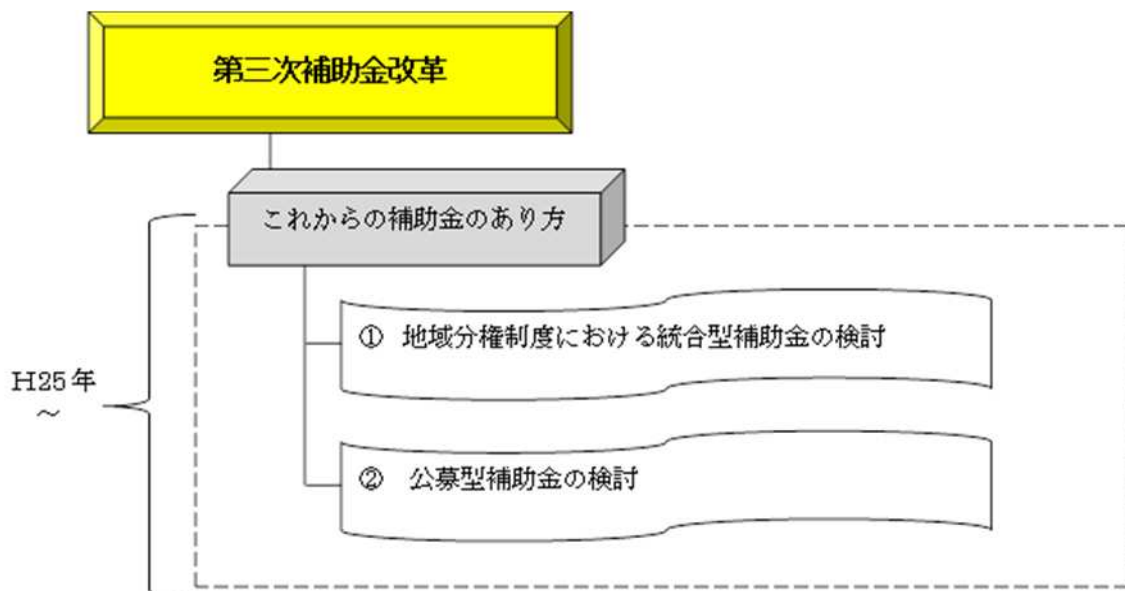 第三次補助金改革
これからの補助金のあり方
① 地域分権制度における統合型補助金の検討
H25年
～
② 公募型補助金の検討